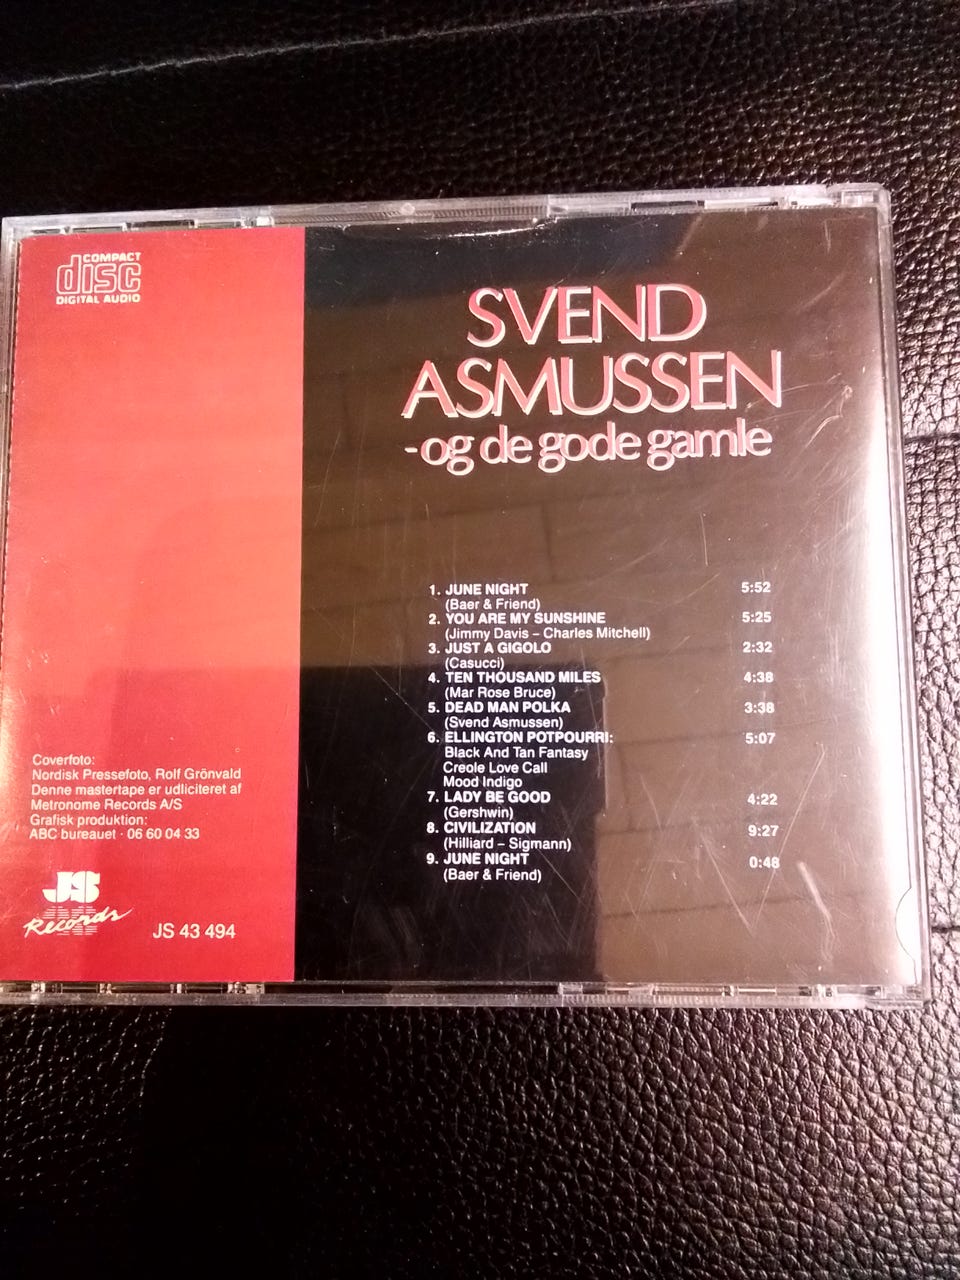 COMPACT
disc
DIGITAL AUDIO
SVEND
ASMUSSEN
-og de gode gamle
1. JUNE NIGHT 5:52
(Baer & Friend)
2. YOU ARE MY SUNSHINE 5:25
(Jimmy Davis – Charles Mitchell)
3. JUST A GIGOLO 2:32
(Casucci)
4. TEN THOUSAND MILES 4:38
(Mar Rose Bruce)
5. DEAD MAN POLKA 3:38
(Svend Asmussen)
6. ELLINGTON POTPOURRI: 5:07
Black And Tan Fantasy
Creole Love Call
Mood Indigo
7. LADY BE GOOD 4:22
(Gershwin)
8. CIVILIZATION 9:27
(Hilliard – Sigmann)
9. JUNE NIGHT 0:48
(Baer & Friend)
Coverfoto:
Nordisk Pressefoto, Rolf Grönvald
Denne mastertape er udliciteret af
Metronome Records A/S
Grafisk produktion:
ABC bureauet · 06 60 04 33
JS
Records
JS 43 494